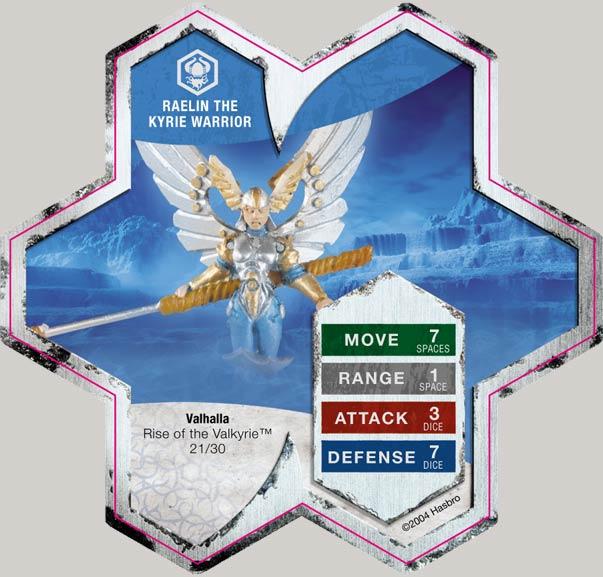 RAELIN THE
KYRIE WARRIOR
MOVE 7 SPACES
RANGE 1 SPACE
ATTACK 3 DICE
DEFENSE 7 DICE
Valhalla
Rise of the Valkyrie™
21/30
©2004 Hasbro